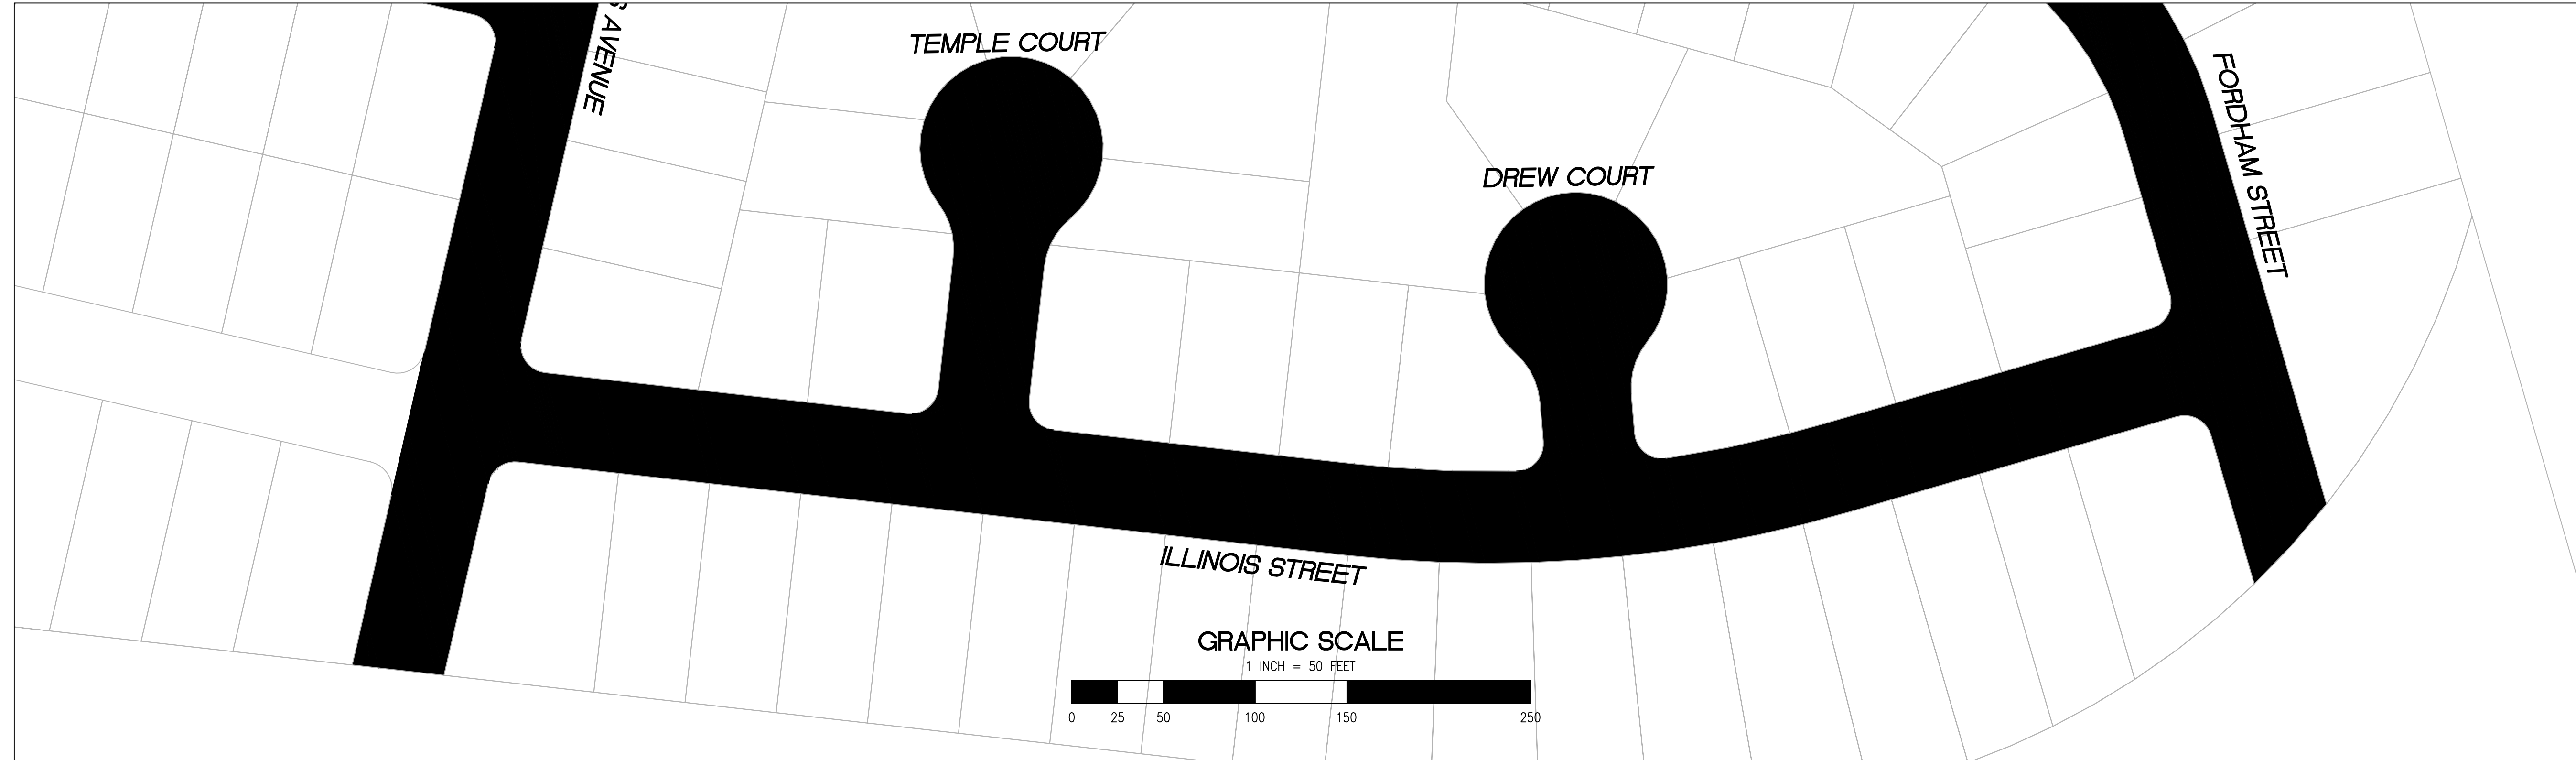 AVENUE
TEMPLE COURT
DREW COURT
FORDHAM STREET
ILLINOIS STREET
GRAPHIC SCALE
1 INCH = 50 FEET
0 25 50 100 150 250